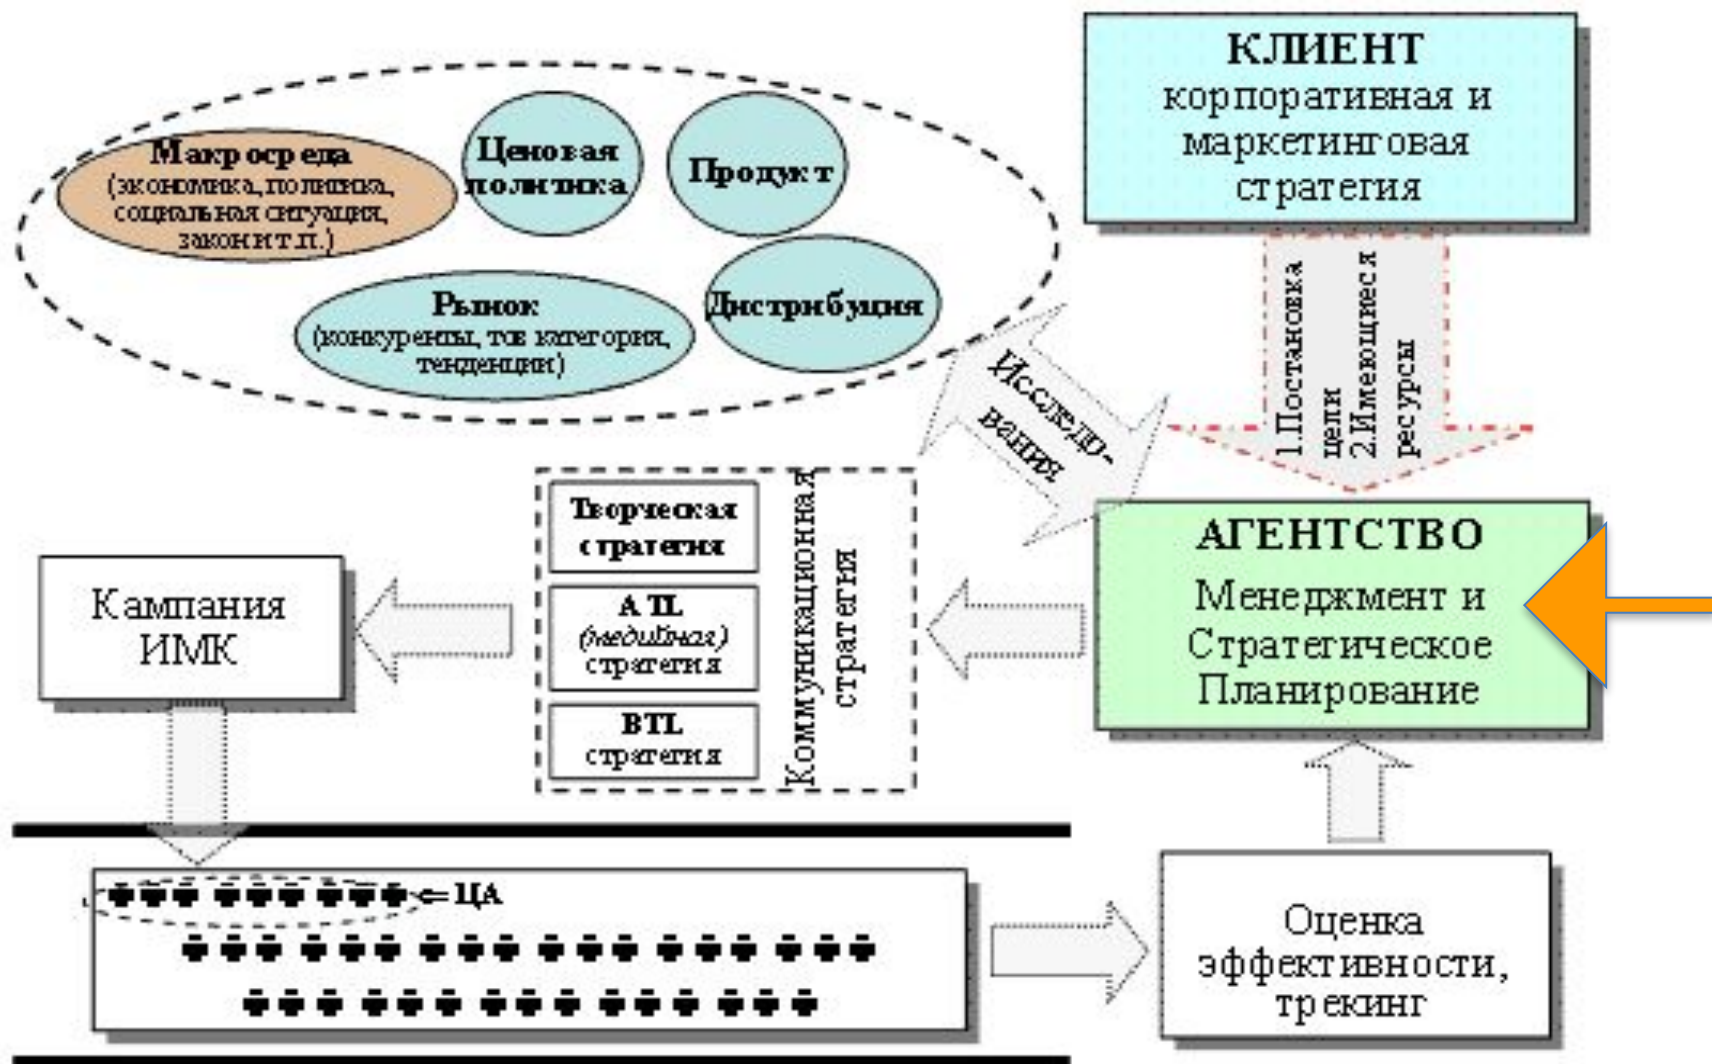 КЛИЕНТ
корпоративная и
маркетинговая
стратегия
Макросреда
(экономика, политика,
социальная ситуация,
закон и т.п.)
Ценовая
политика
Продукт
Рынок
(конкуренты, тов категория,
тенденции)
Дистрибуция
1.Постановка
цели
2.Имеющиеся
ресурсы
Исследо-
вания
АГЕНТСТВО
Менеджмент и
Стратегическое
Планирование
Творческая
стратегия
ATL
(медийная)
стратегия
BTL
стратегия
Коммуникационная
стратегия
Кампания
ИМК
⇐ ЦА
Оценка
эффективности,
трекинг